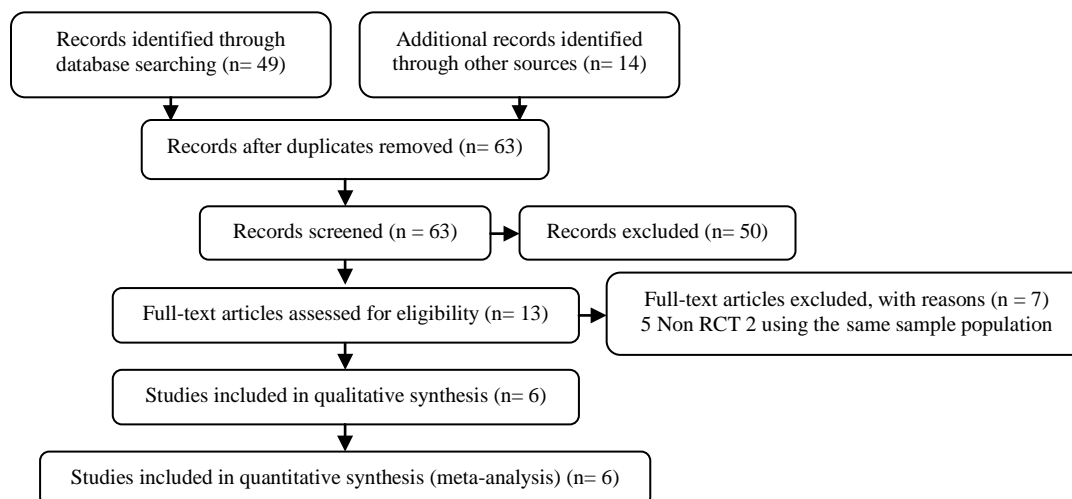 Records identified through
database searching (n= 49)
Additional records identified
through other sources (n= 14)
Records after duplicates removed (n= 63)
Records screened (n = 63)
Records excluded (n= 50)
Full-text articles assessed for eligibility (n= 13)
Full-text articles excluded, with reasons (n = 7)
5 Non RCT 2 using the same sample population
Studies included in qualitative synthesis (n= 6)
Studies included in quantitative synthesis (meta-analysis) (n= 6)